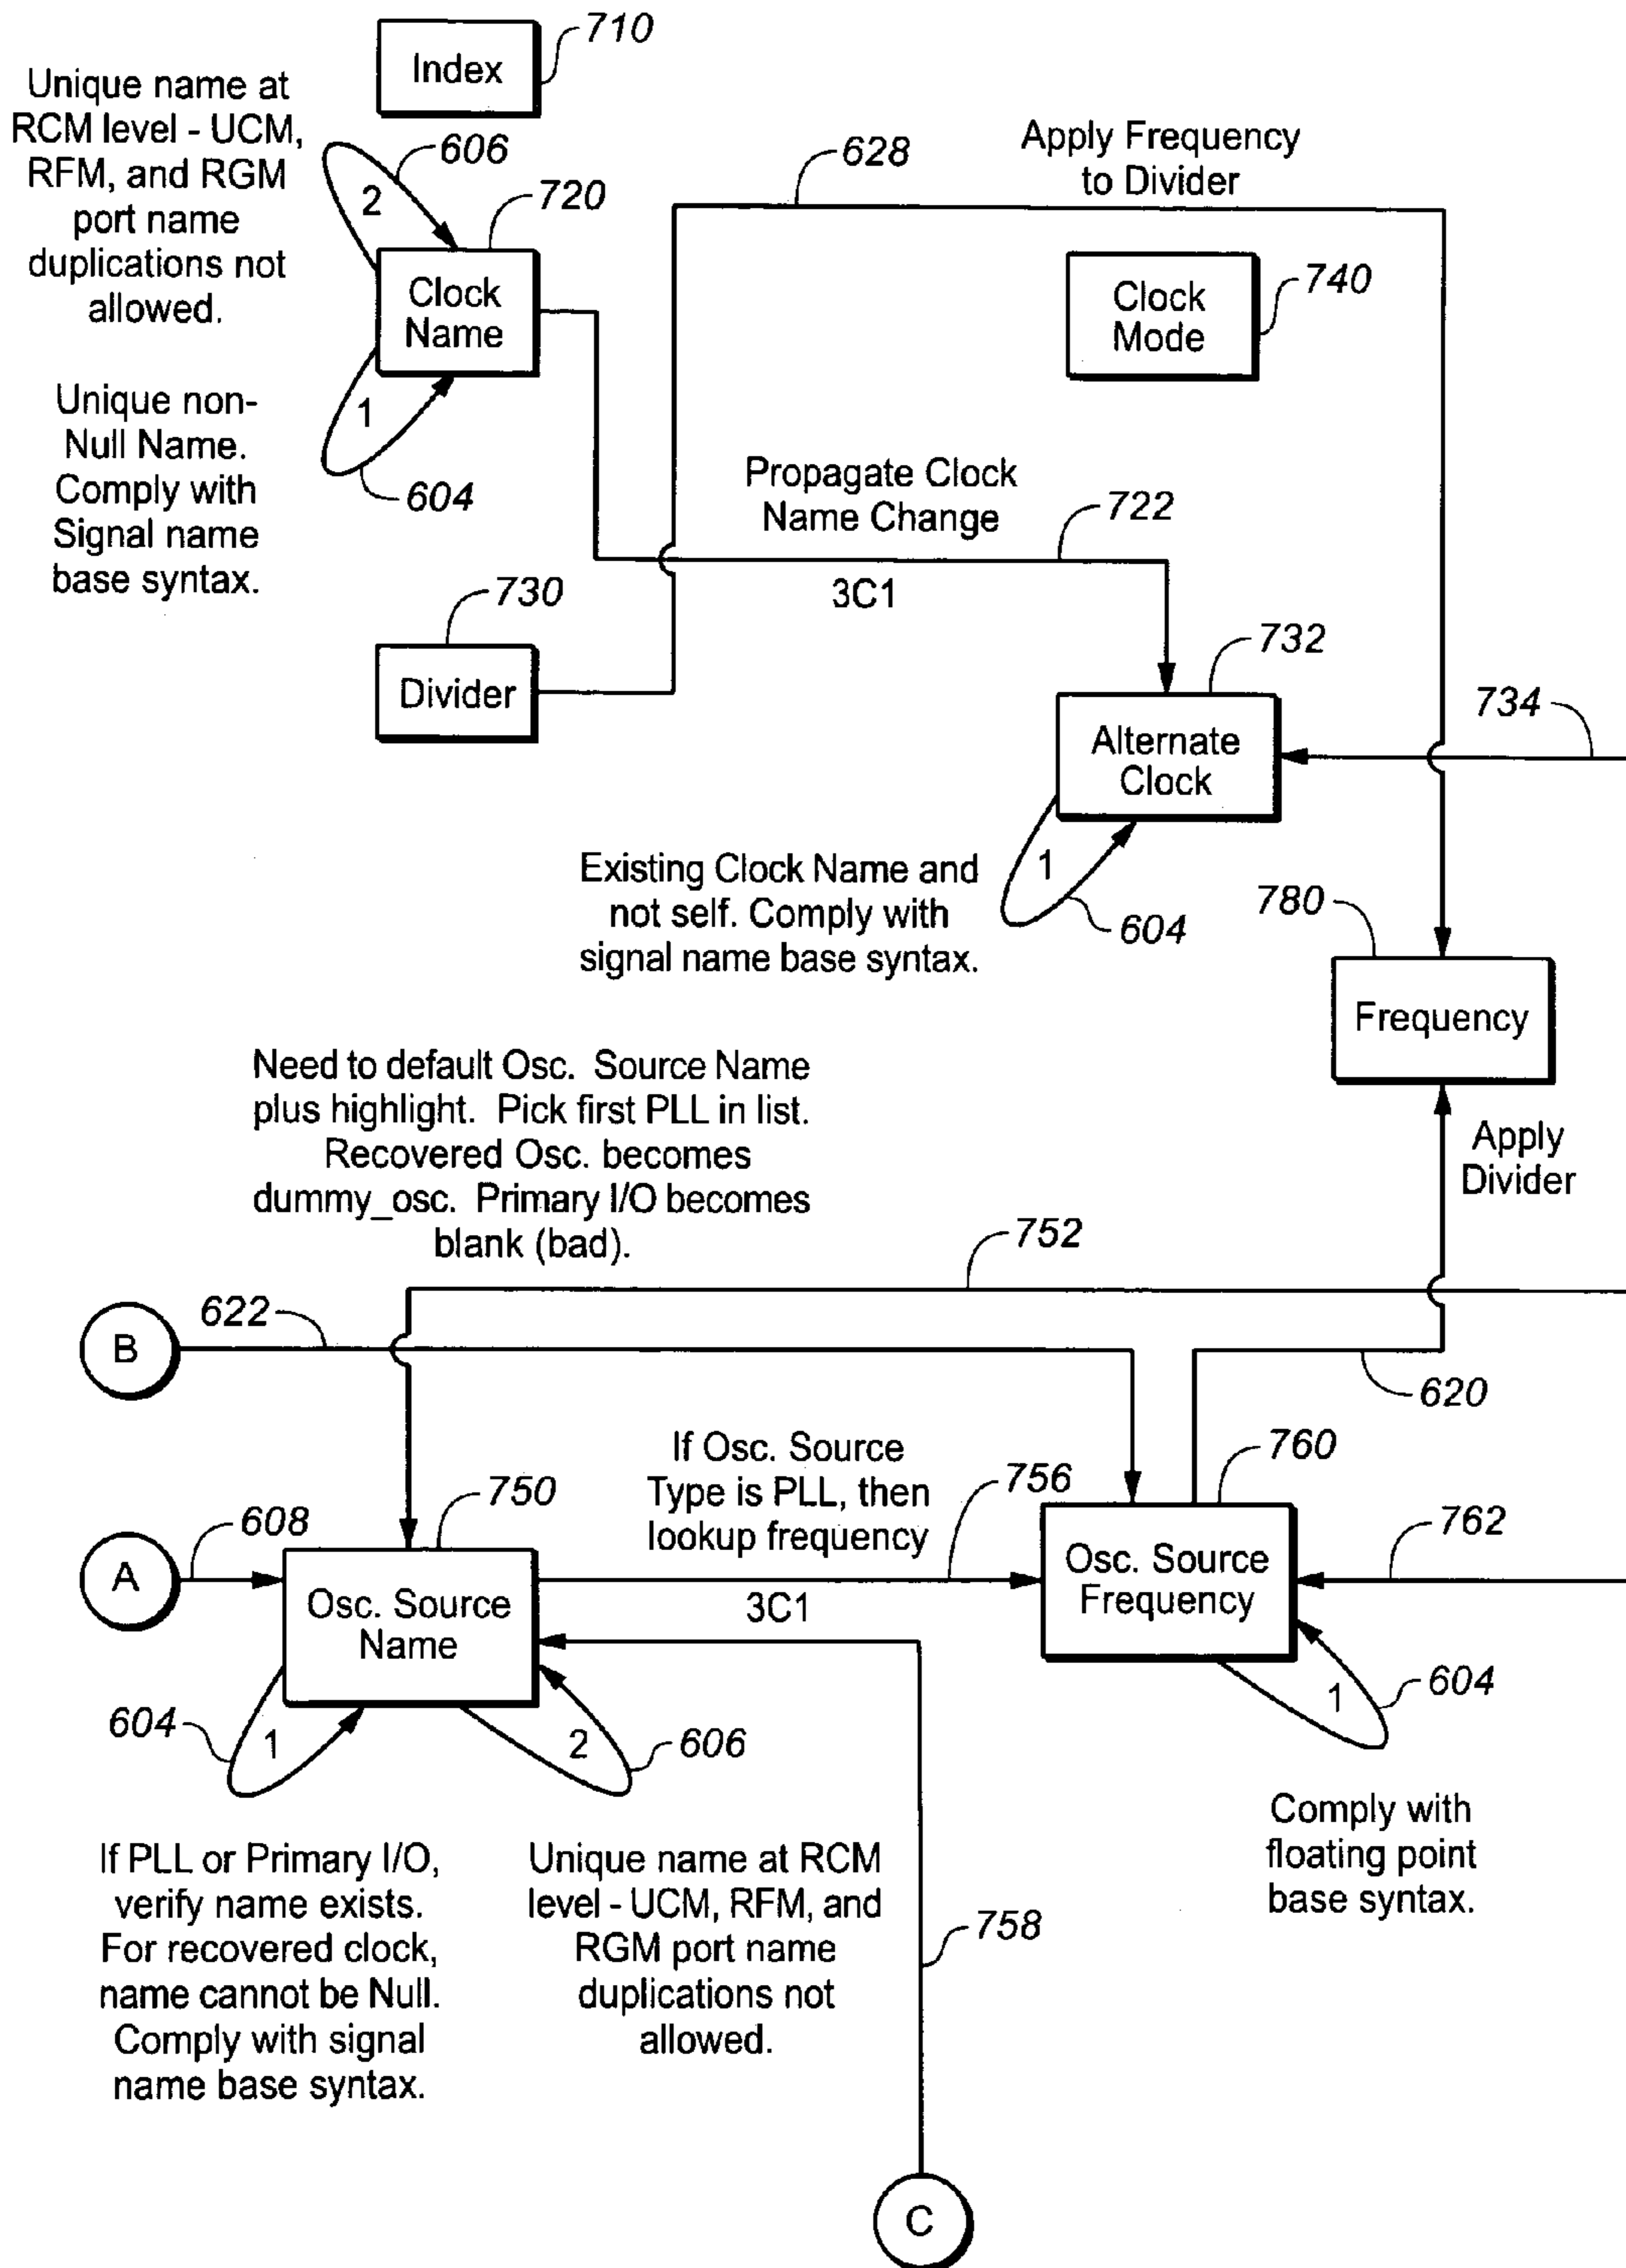 710
Index
Unique name at
RCM level - UCM,
RFM, and RGM
port name
duplications not
allowed.
606
2
720
Clock
Name
628
Apply Frequency
to Divider
740
Clock
Mode
Unique non-
Null Name.
Comply with
Signal name
base syntax.
1
604
Propagate Clock
Name Change
722
3C1
730
Divider
732
734
Alternate
Clock
Existing Clock Name and
not self. Comply with
signal name base syntax.
1
604
780
Frequency
Need to default Osc. Source Name
plus highlight. Pick first PLL in list.
Recovered Osc. becomes
dummy_osc. Primary I/O becomes
blank (bad).
Apply
Divider
752
B
622
620
If Osc. Source
Type is PLL, then
lookup frequency
756
760
762
A
608
750
Osc. Source
Name
3C1
Osc. Source
Frequency
604
1
2
606
1
604
If PLL or Primary I/O,
verify name exists.
For recovered clock,
name cannot be Null.
Comply with signal
name base syntax.
Unique name at RCM
level - UCM, RFM, and
RGM port name
duplications not
allowed.
758
Comply with
floating point
base syntax.
C